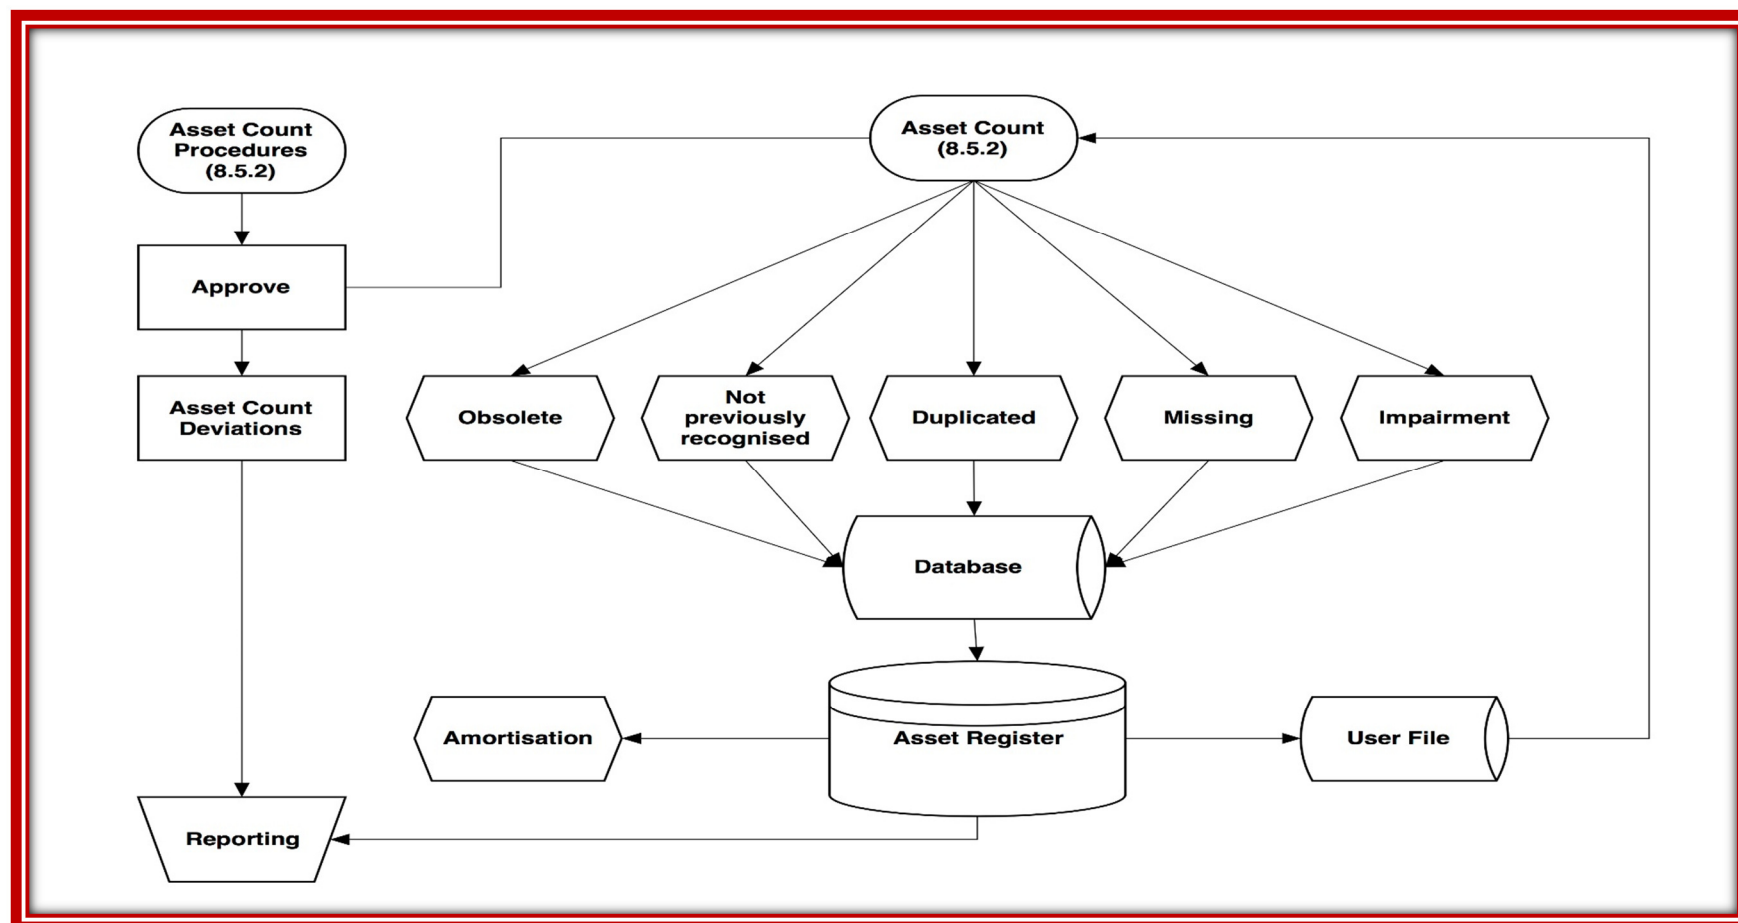 Asset Count
Procedures
(8.5.2)
Asset Count
(8.5.2)
Approve
Asset Count
Deviations
Obsolete
Not
previously
recognised
Duplicated
Missing
Impairment
Database
Amortisation
Asset Register
User File
Reporting